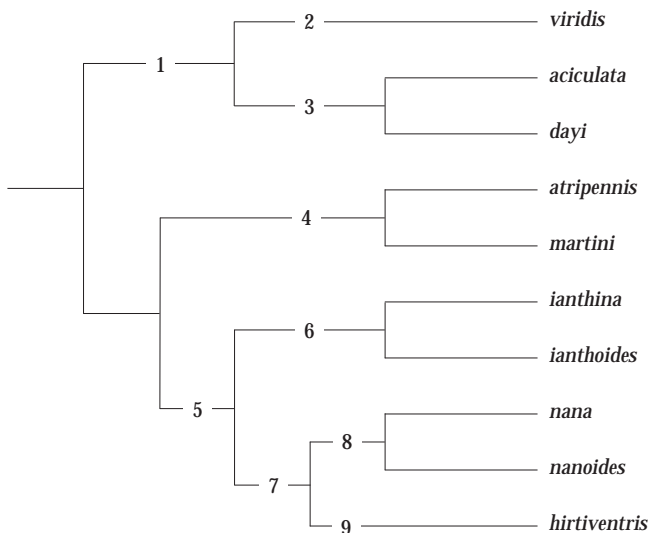 2 viridis
1
aciculata
3
dayi
atripennis
4
martini
ianthina
6
ianthoides
5
nana
8
nanoides
7
9 hirtiventris